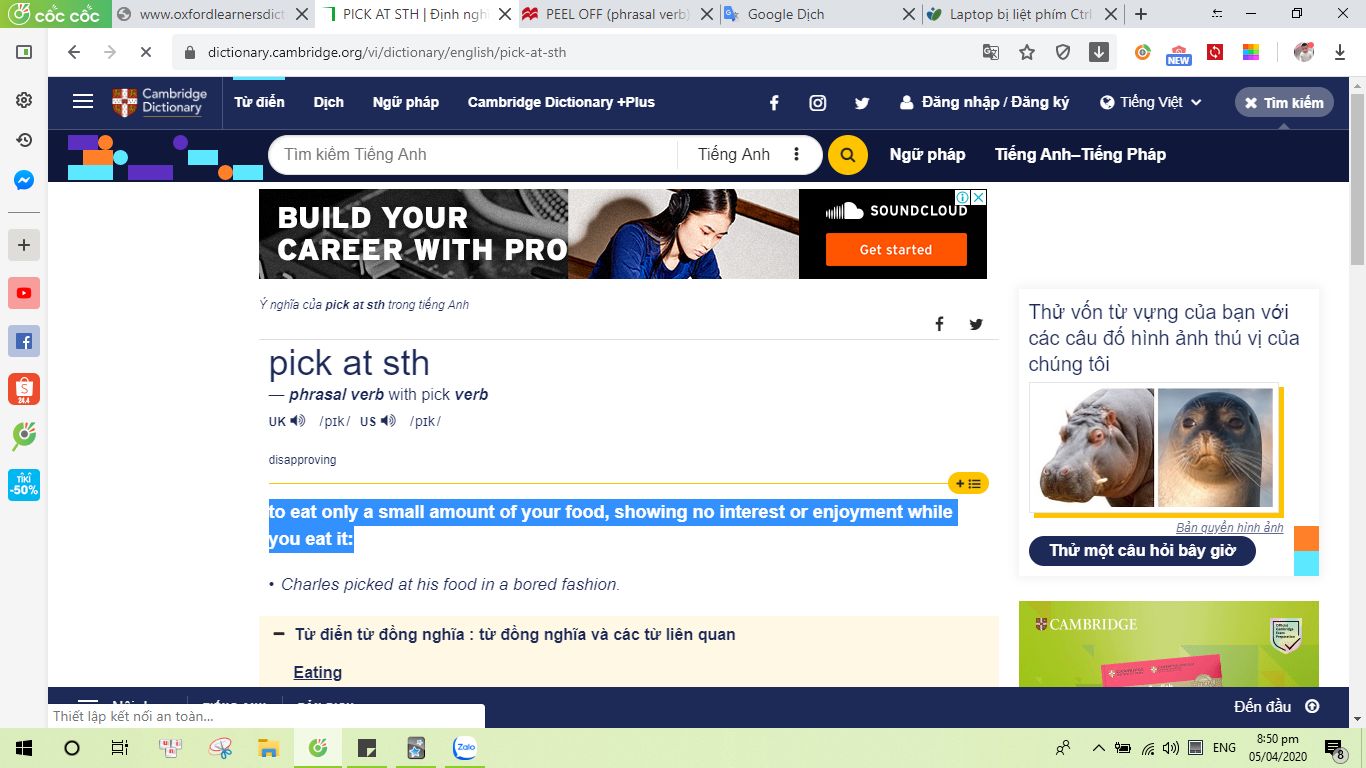 cốc cốc
www.oxfordlearnersdict
PICK AT STH | Định ngh
PEEL OFF (phrasal verb)
Google Dịch
Laptop bị liệt phím Ctrl
dictionary.cambridge.org/vi/dictionary/english/pick-at-sth
NEW
Cambridge
Dictionary
Từ điển
Dịch
Ngữ pháp
Cambridge Dictionary +Plus
Đăng nhập / Đăng ký
Tiếng Việt
Tìm kiếm
Tìm kiếm Tiếng Anh
Tiếng Anh
Ngữ pháp
Tiếng Anh–Tiếng Pháp
BUILD YOUR
CAREER WITH PRO
SOUNDCLOUD
Get started
Ý nghĩa của pick at sth trong tiếng Anh
pick at sth
— phrasal verb with pick verb
UK /pɪk/ US /pɪk/
disapproving
to eat only a small amount of your food, showing no interest or enjoyment while
you eat it:
• Charles picked at his food in a bored fashion.
Từ điển từ đồng nghĩa : từ đồng nghĩa và các từ liên quan
Eating
Thử vốn từ vựng của bạn với
các câu đố hình ảnh thú vị của
chúng tôi
Bản quyền hình ảnh
Thử một câu hỏi bây giờ
CAMBRIDGE
24.4
TIKI
-50%
Đến đầu
Thiết lập kết nối an toàn...
Zalo
ENG
8:50 pm
05/04/2020
8